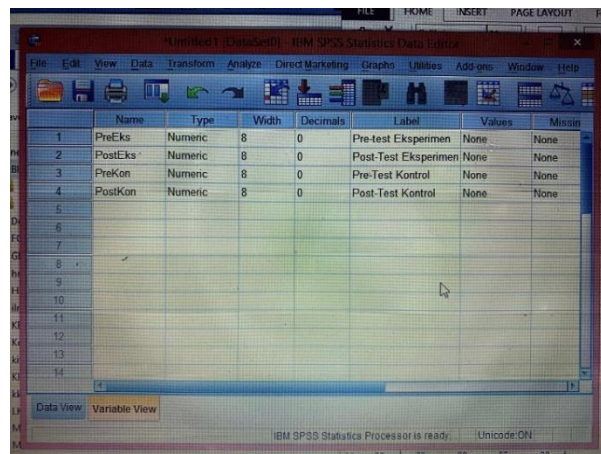 FILE HOME INSERT PAGE LAYOUT
*Untitled1 [DataSet0] - IBM SPSS Statistics Data Editor
File Edit View Data Transform Analyze Direct Marketing Graphs Utilities Add-ons Window Help
Name Type Width Decimals Label Values Missin
1 PreEks Numeric 8 0 Pre-test Eksperimen None None
2 PostEks Numeric 8 0 Post-Test Eksperimen None None
3 PreKon Numeric 8 0 Pre-Test Kontrol None None
4 PostKon Numeric 8 0 Post-Test Kontrol None None
5
6
7
8
9
10
11
12
13
14
Data View Variable View
IBM SPSS Statistics Processor is ready Unicode:ON